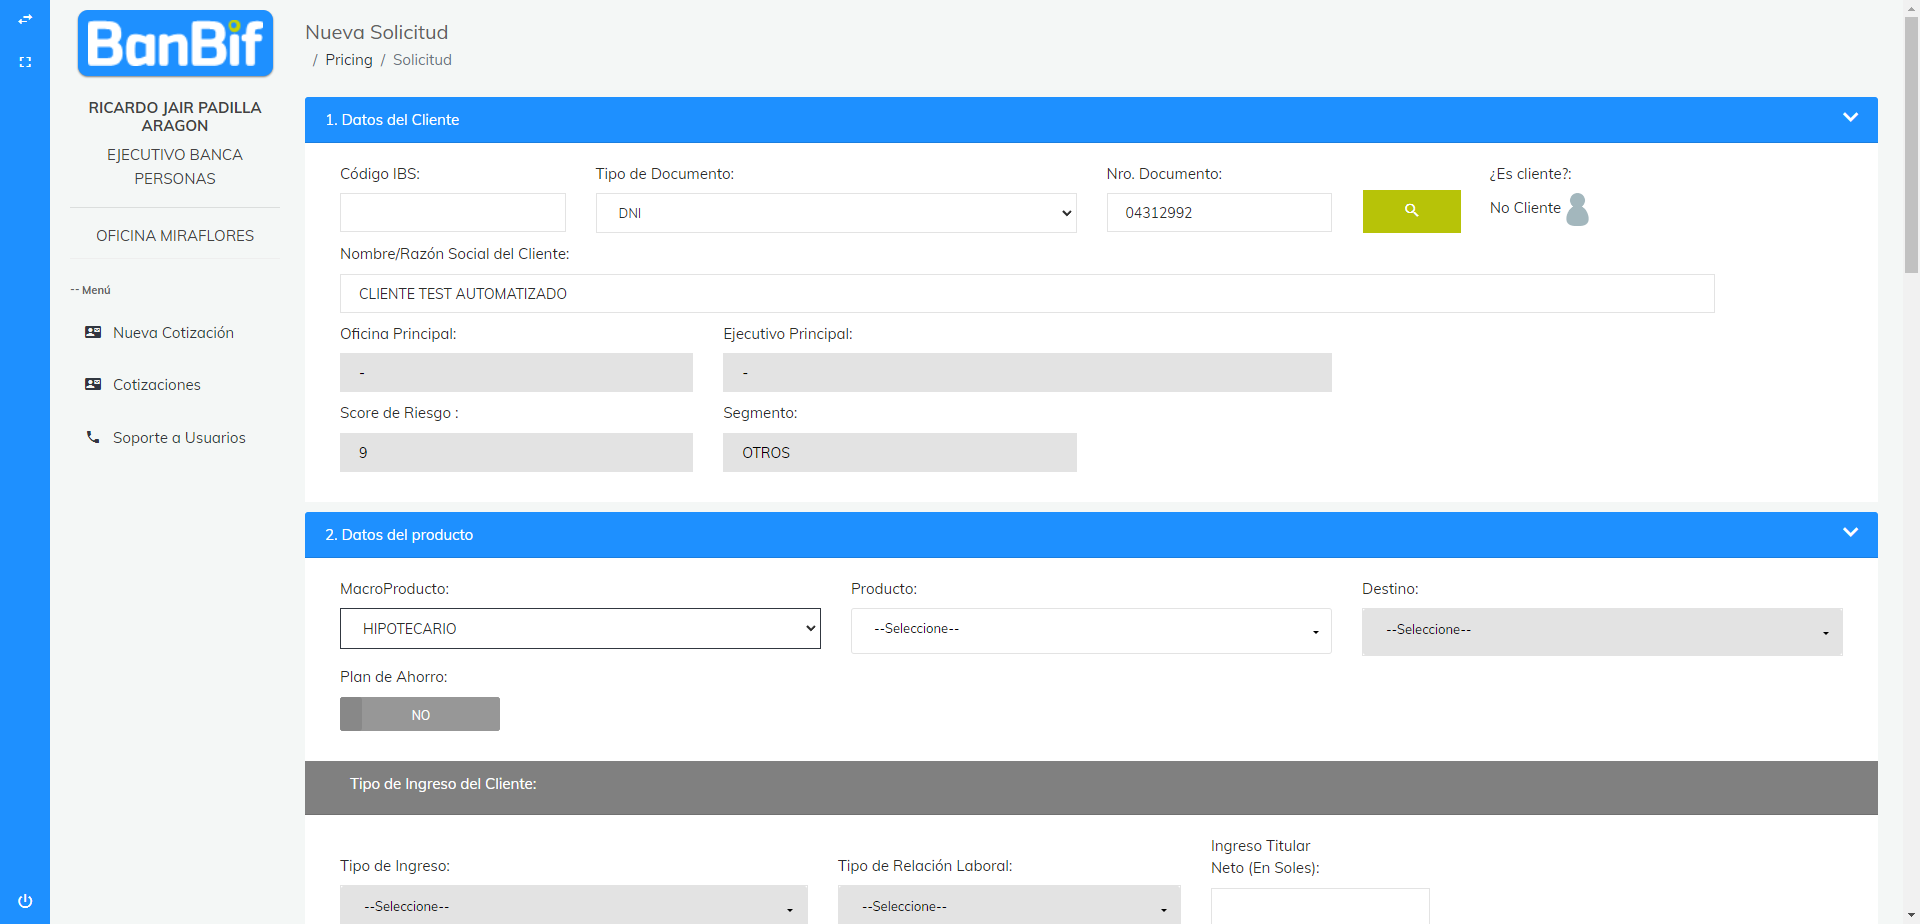 BanBif
RICARDO JAIR PADILLA
ARAGON
EJECUTIVO BANCA
PERSONAS
OFICINA MIRAFLORES
-- Menú
Nueva Cotización
Cotizaciones
Soporte a Usuarios
Nueva Solicitud
/ Pricing / Solicitud
1. Datos del Cliente
Código IBS:
Tipo de Documento:
Nro. Documento:
¿Es cliente?:
DNI
04312992
No Cliente
Nombre/Razón Social del Cliente:
CLIENTE TEST AUTOMATIZADO
Oficina Principal:
Ejecutivo Principal:
-
-
Score de Riesgo :
Segmento:
9
OTROS
2. Datos del producto
MacroProducto:
Producto:
Destino:
HIPOTECARIO
--Seleccione--
--Seleccione--
Plan de Ahorro:
NO
Tipo de Ingreso del Cliente:
Tipo de Ingreso:
Tipo de Relación Laboral:
Ingreso Titular
Neto (En Soles):
--Seleccione--
--Seleccione--